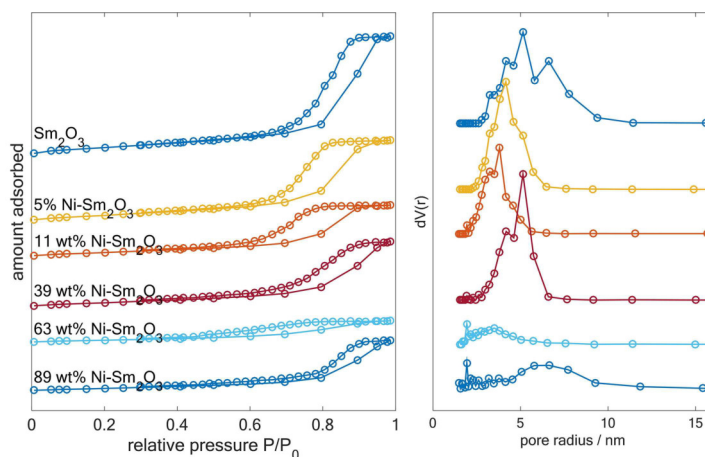 amount adsorbed
Sm₂O₃
5% Ni-Sm₂O₃
11 wt% Ni-Sm₂O₃
39 wt% Ni-Sm₂O₃
63 wt% Ni-Sm₂O₃
89 wt% Ni-Sm₂O₃
0 0.2 0.4 0.6 0.8 1
relative pressure P/P₀
dV(r)
0 5 10 15
pore radius / nm